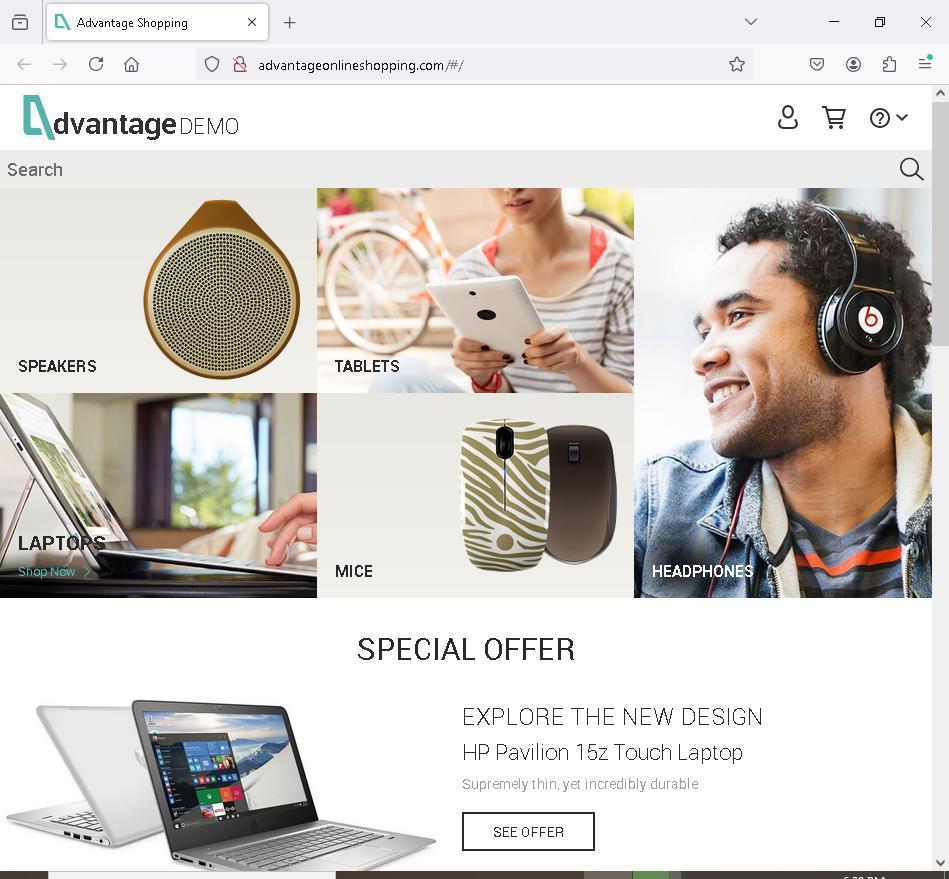 Advantage Shopping
advantageonlineshopping.com/#/
dvantage DEMO
Search
SPEAKERS
TABLETS
LAPTOPS
Shop Now
MICE
HEADPHONES
SPECIAL OFFER
EXPLORE THE NEW DESIGN
HP Pavilion 15z Touch Laptop
Supremely thin, yet incredibly durable
SEE OFFER